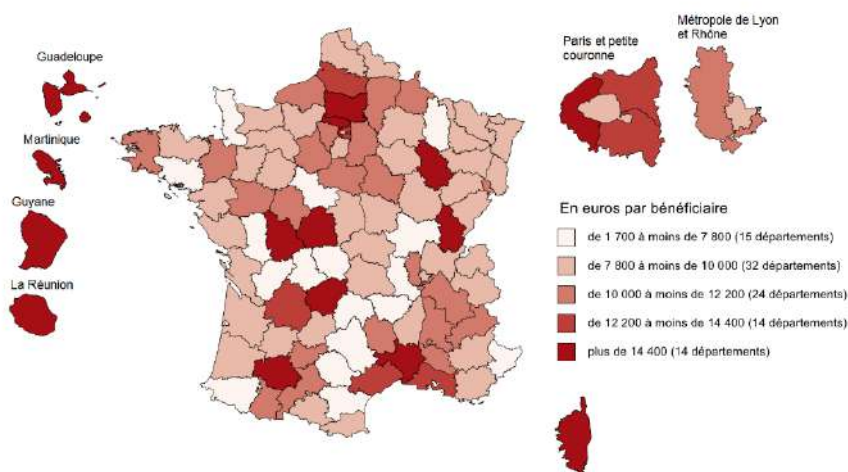 Guadeloupe
Martinique
Guyane
La Réunion
Paris et petite
couronne
Métropole de Lyon
et Rhône
En euros par bénéficiaire
de 1 700 à moins de 7 800 (15 départements)
de 7 800 à moins de 10 000 (32 départements)
de 10 000 à moins de 12 200 (24 départements)
de 12 200 à moins de 14 400 (14 départements)
plus de 14 400 (14 départements)